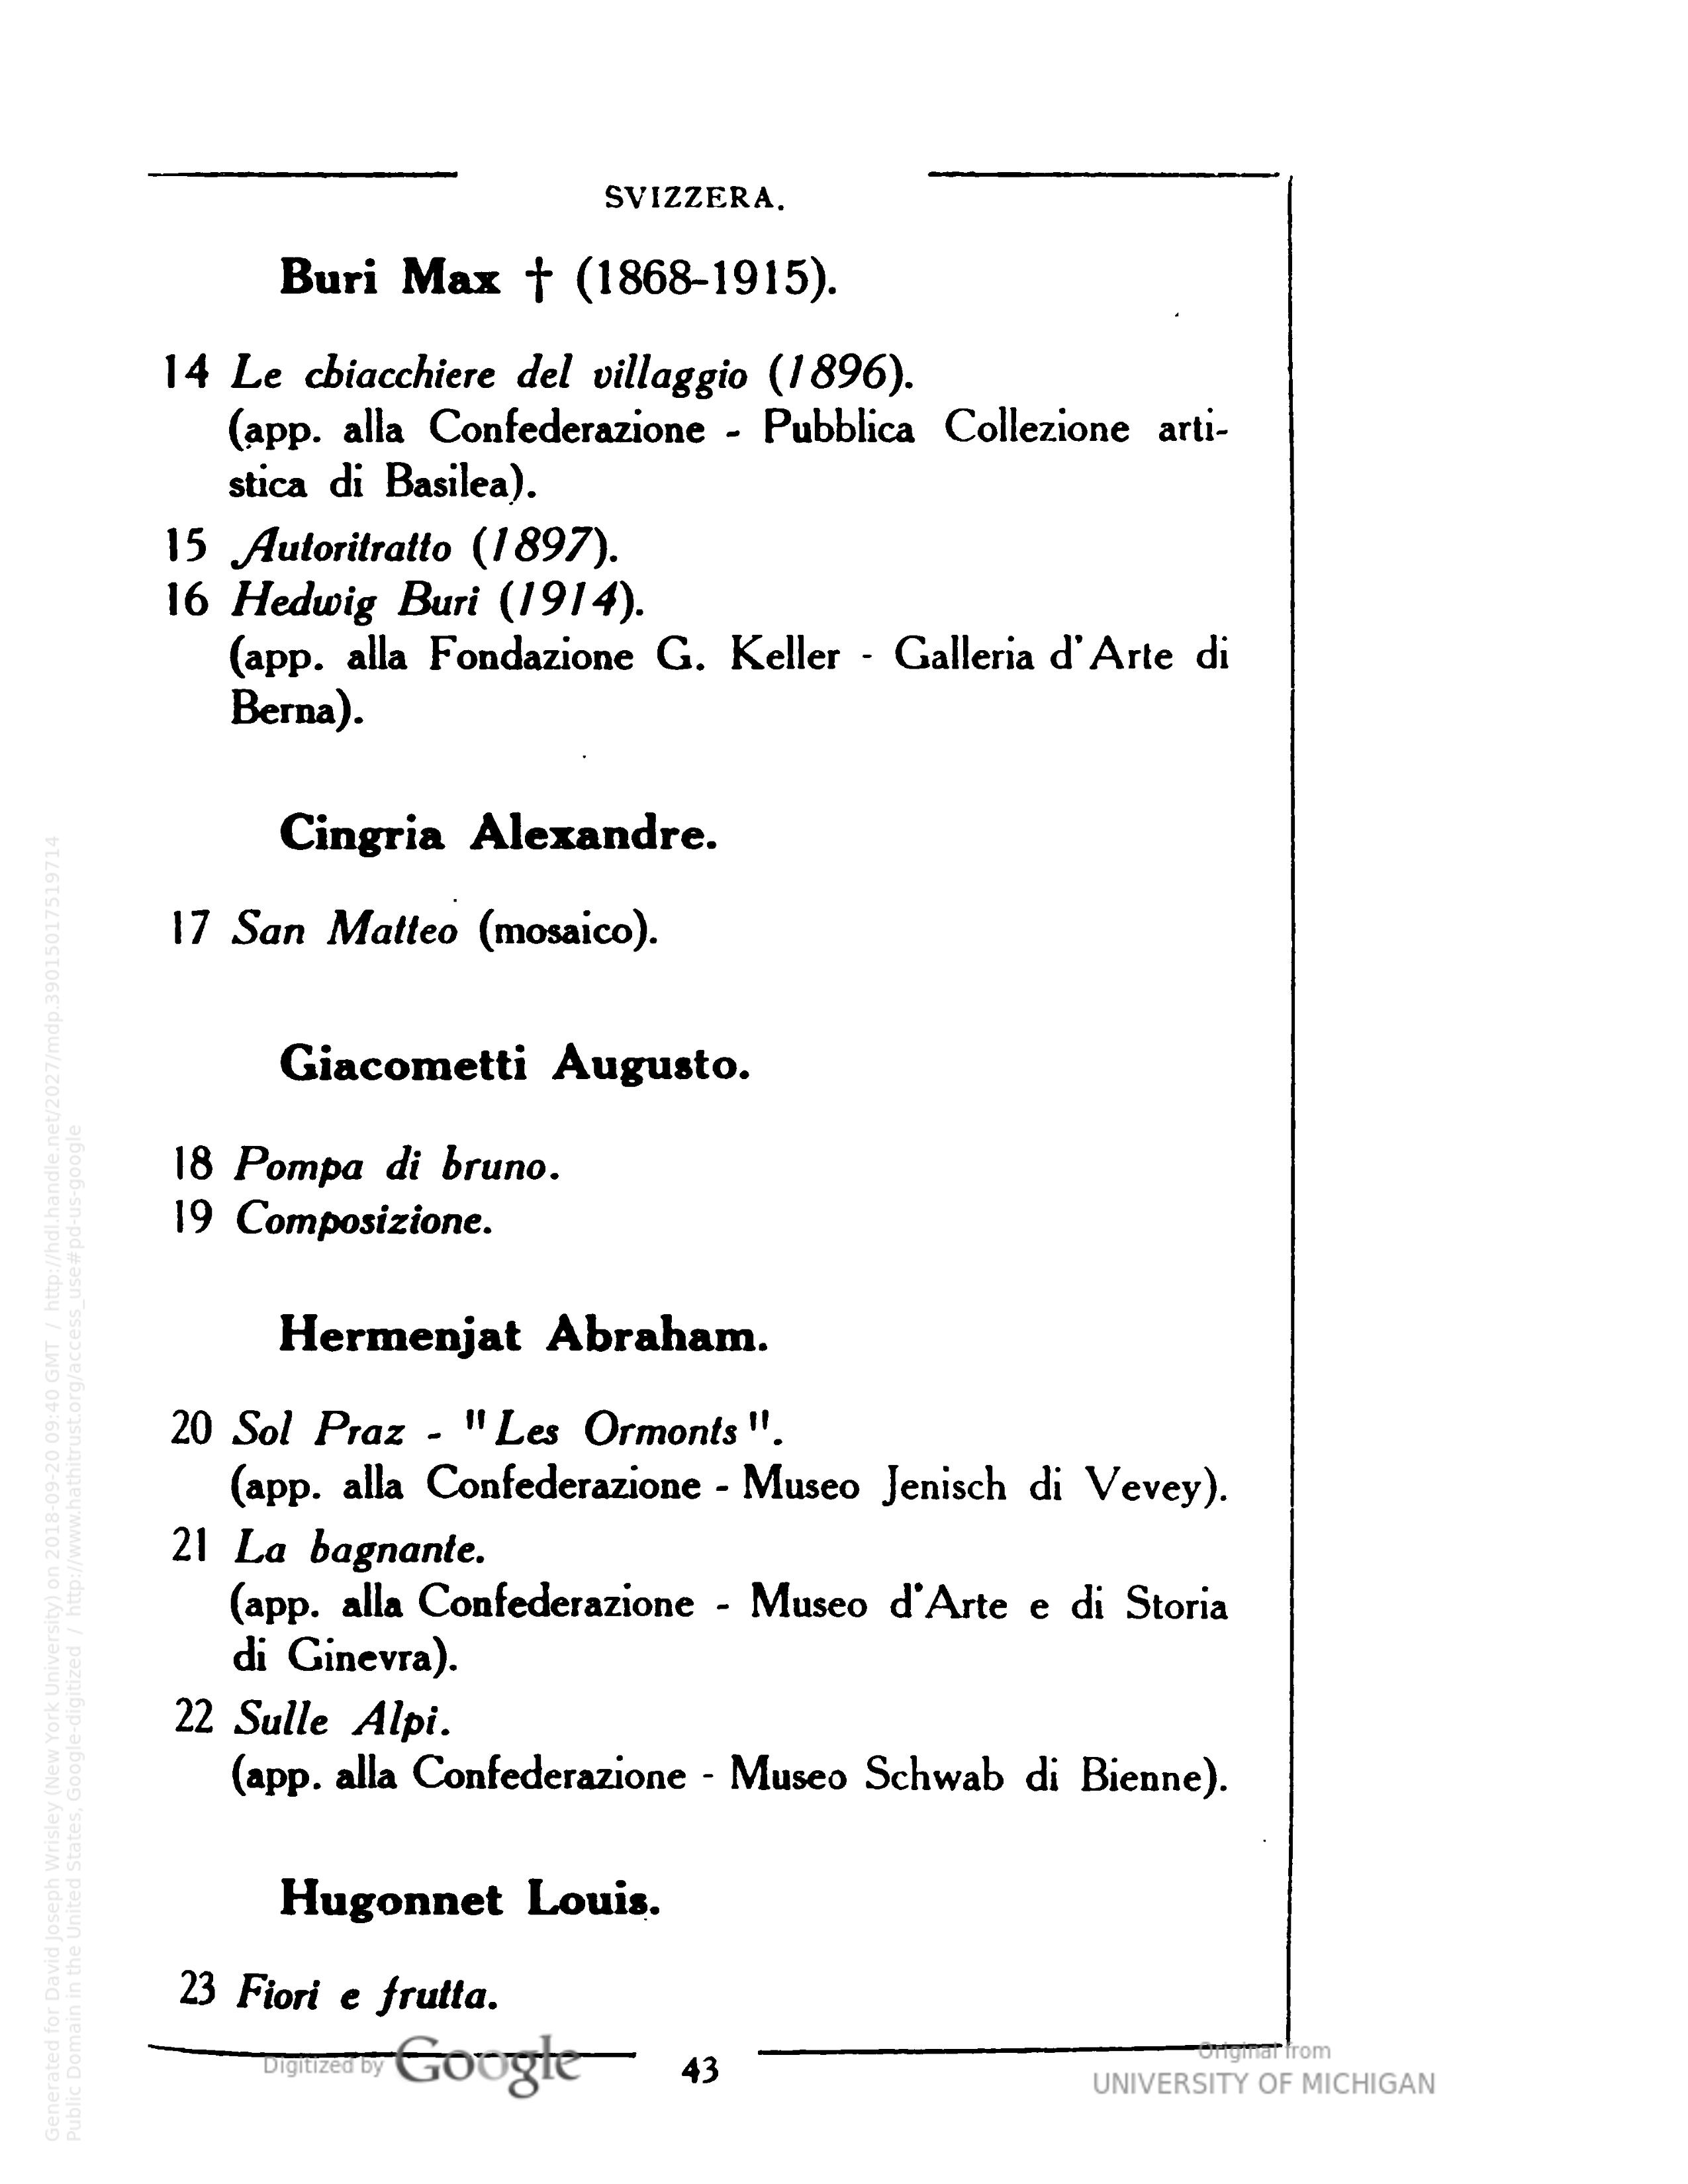 SVIZZERA.
Buri Max † (1868-1915).
14 Le chiacchiere del villaggio (1896).
(app. alla Confederazione - Pubblica Collezione arti-
stica di Basilea).
15 Autoritratto (1897).
16 Hedwig Buri (1914).
(app. alla Fondazione G. Keller - Galleria d'Arte di
Berna).
Cingria Alexandre.
17 San Matteo (mosaico).
Giacometti Augusto.
18 Pompa di bruno.
19 Composizione.
Hermenjat Abraham.
20 Sol Praz - "Les Ormonts".
(app. alla Confederazione - Museo Jenisch di Vevey).
21 La bagnante.
(app. alla Confederazione - Museo d'Arte e di Storia
di Ginevra).
22 Sulle Alpi.
(app. alla Confederazione - Museo Schwab di Bienne).
Hugonnet Louis.
23 Fiori e frutta.
43
Digitized by Google
Original from
UNIVERSITY OF MICHIGAN
Generated for David Joseph Wrisley (New York University) on 2018-09-20 09:40 GMT / http://hdl.handle.net/2027/mdp.39015017519714
Public Domain in the United States, Google-digitized / http://www.hathitrust.org/access_use#pd-us-google